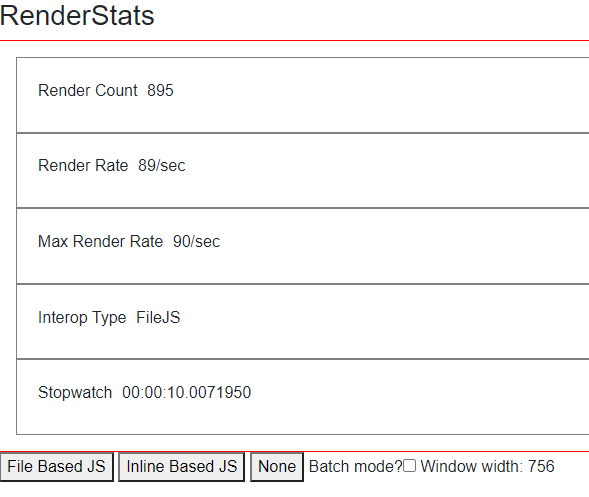 RenderStats
Render Count 895
Render Rate 89/sec
Max Render Rate 90/sec
Interop Type FileJS
Stopwatch 00:00:10.0071950
File Based JS Inline Based JS None Batch mode? Window width: 756